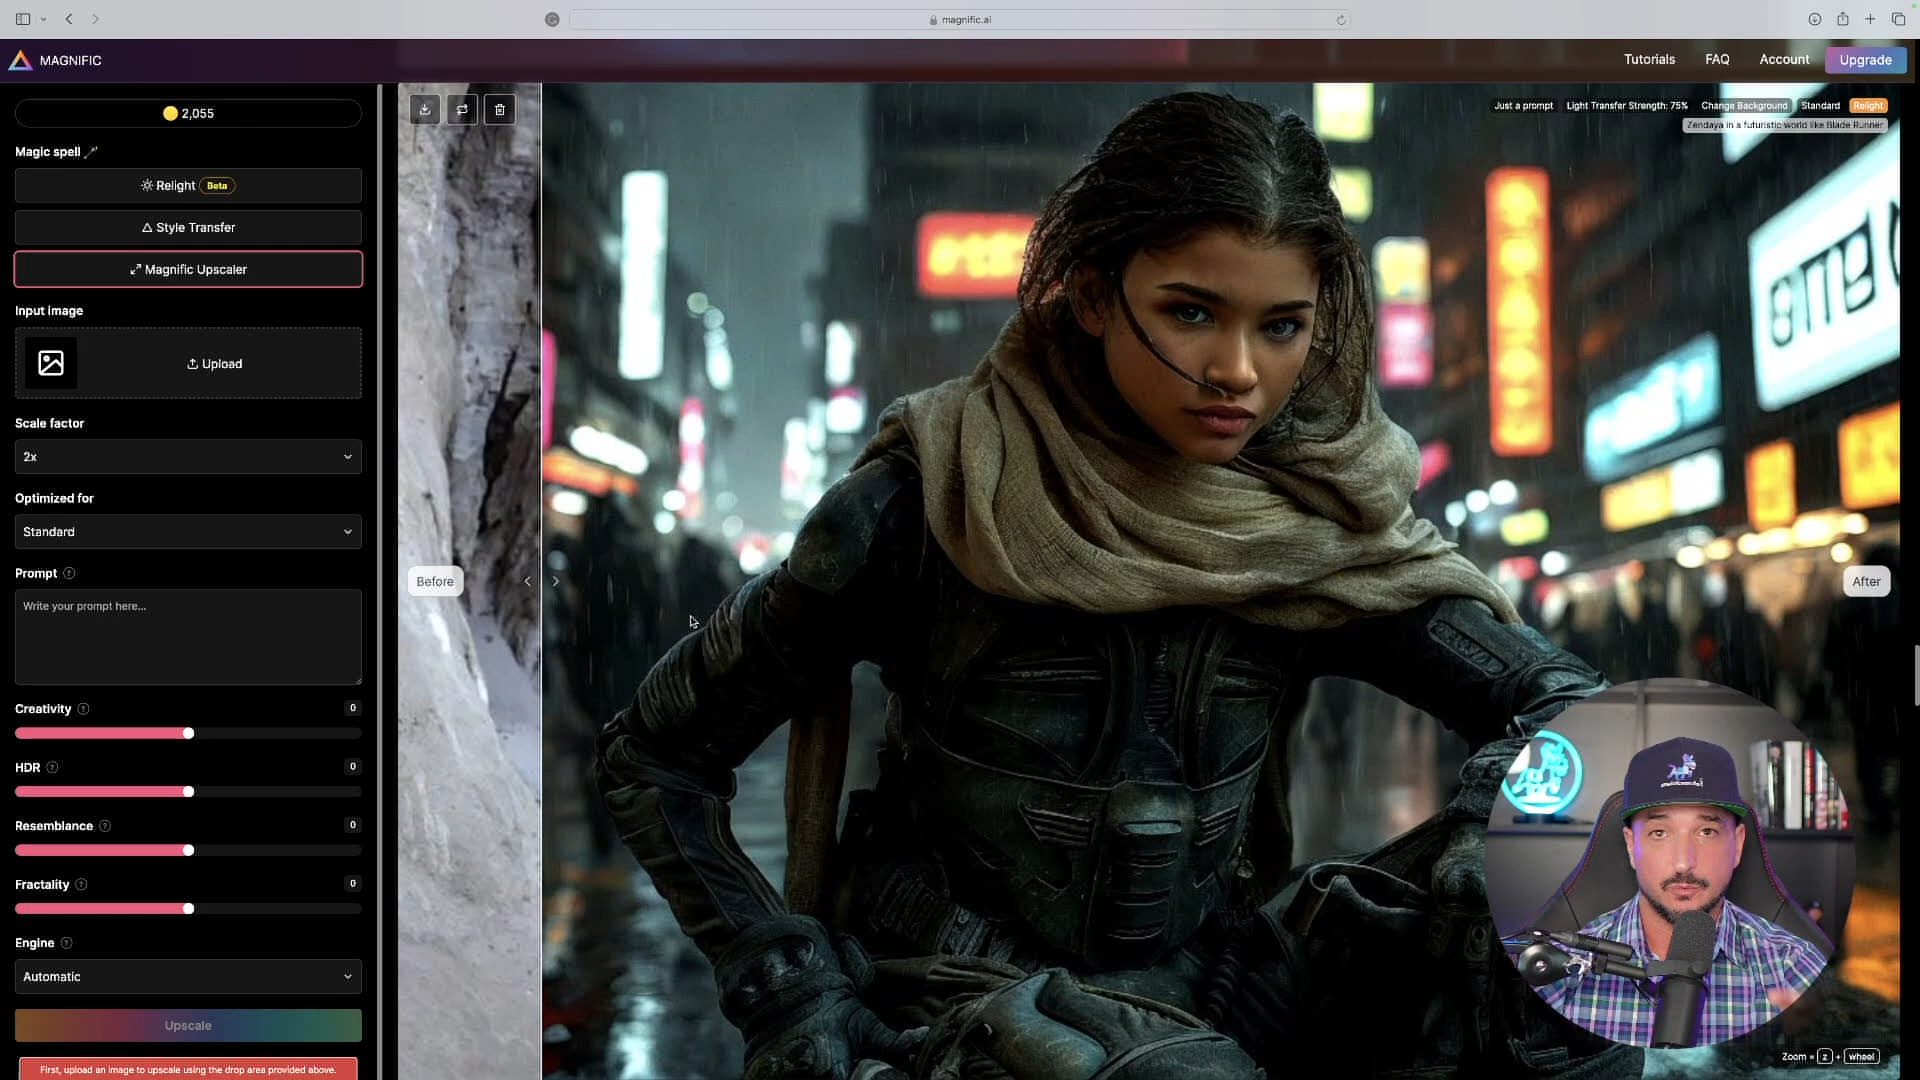 magnific.ai
MAGNIFIC
Tutorials
FAQ
Account
Upgrade
2,055
Magic spell
Relight Beta
Style Transfer
Magnific Upscaler
Input image
Upload
Scale factor
2x
Optimized for
Standard
Prompt
Write your prompt here...
Creativity
0
HDR
0
Resemblance
0
Fractality
0
Engine
Automatic
Upscale
First, upload an image to upscale using the drop area provided above.
Just a prompt
Light Transfer Strength: 75%
Change Background
Standard
Relight
Zendaya in a futuristic world like Blade Runner
Before
After
Zoom = z + wheel